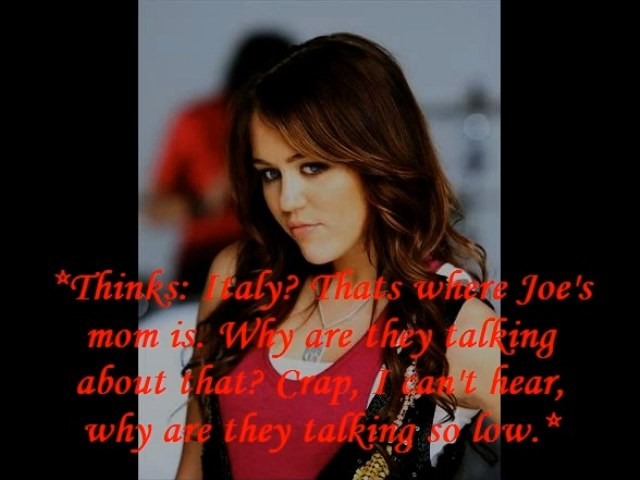 *Thinks: Italy? Thats where Joe's
mom is. Why are they talking
about that? Crap, I can't hear,
why are they talking so low.*